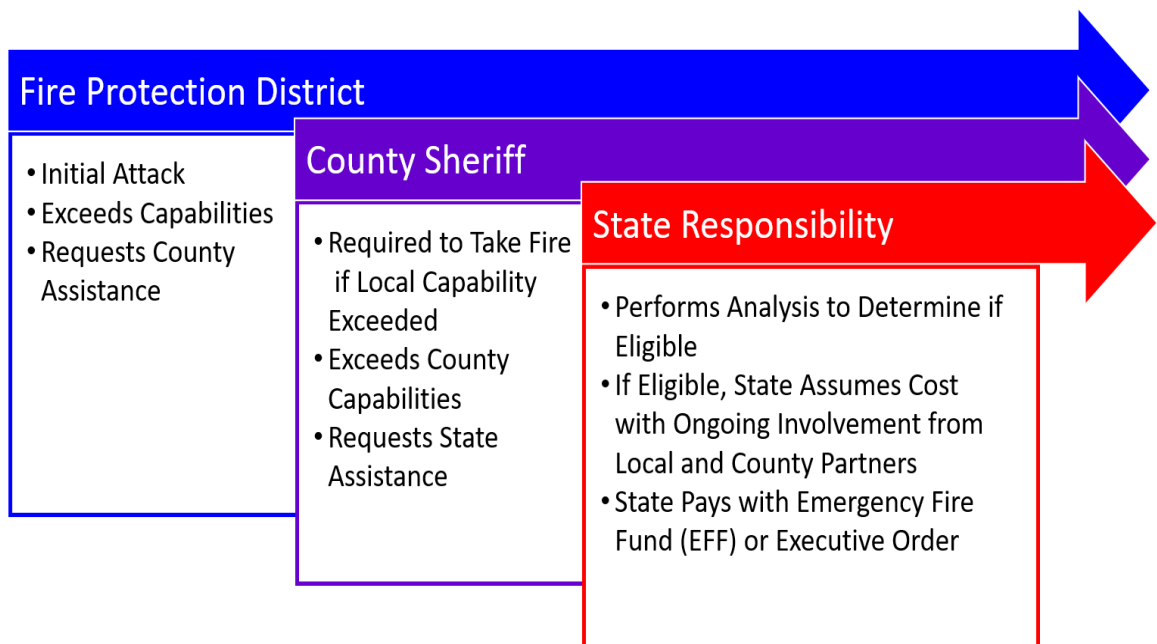 Fire Protection District
• Initial Attack
• Exceeds Capabilities
• Requests County
Assistance
County Sheriff
• Required to Take Fire
if Local Capability
Exceeded
• Exceeds County
Capabilities
• Requests State
Assistance
State Responsibility
• Performs Analysis to Determine if
Eligible
• If Eligible, State Assumes Cost
with Ongoing Involvement from
Local and County Partners
• State Pays with Emergency Fire
Fund (EFF) or Executive Order